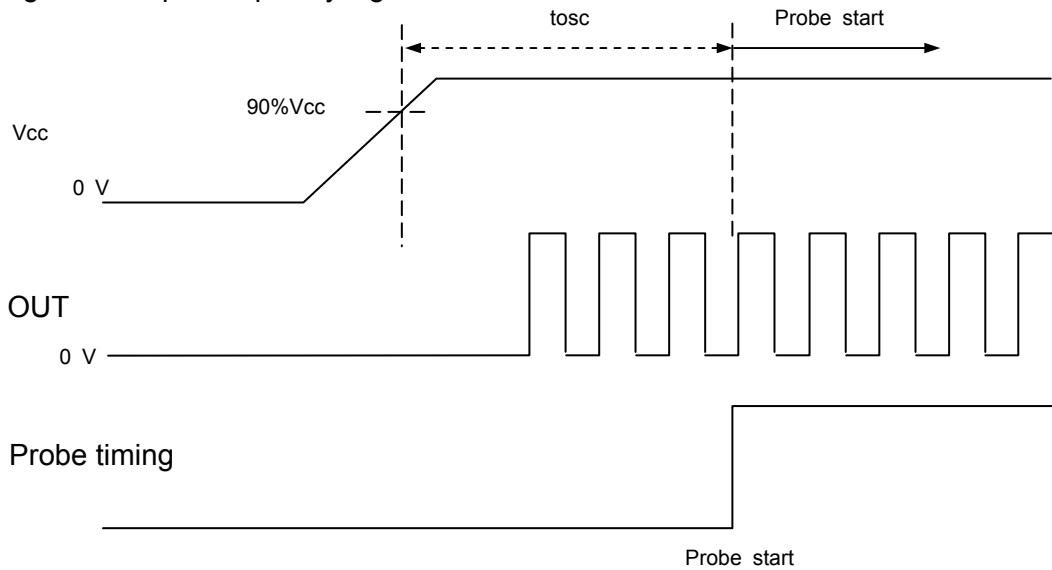 tosc
Probe start
90%Vcc
Vcc
0 V
OUT
0 V
Probe timing
Probe start